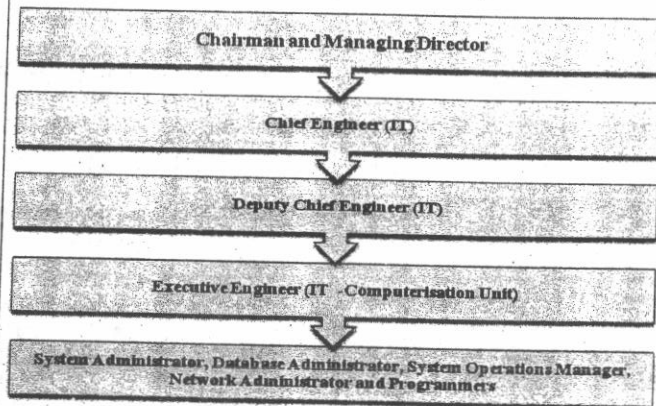 Chairman and Managing Director
Chief Engineer (IT)
Deputy Chief Engineer (IT)
Executive Engineer (IT -Computerisation Unit)
System Administrator, Database Administrator, System Operations Manager,
Network Administrator and Programmers